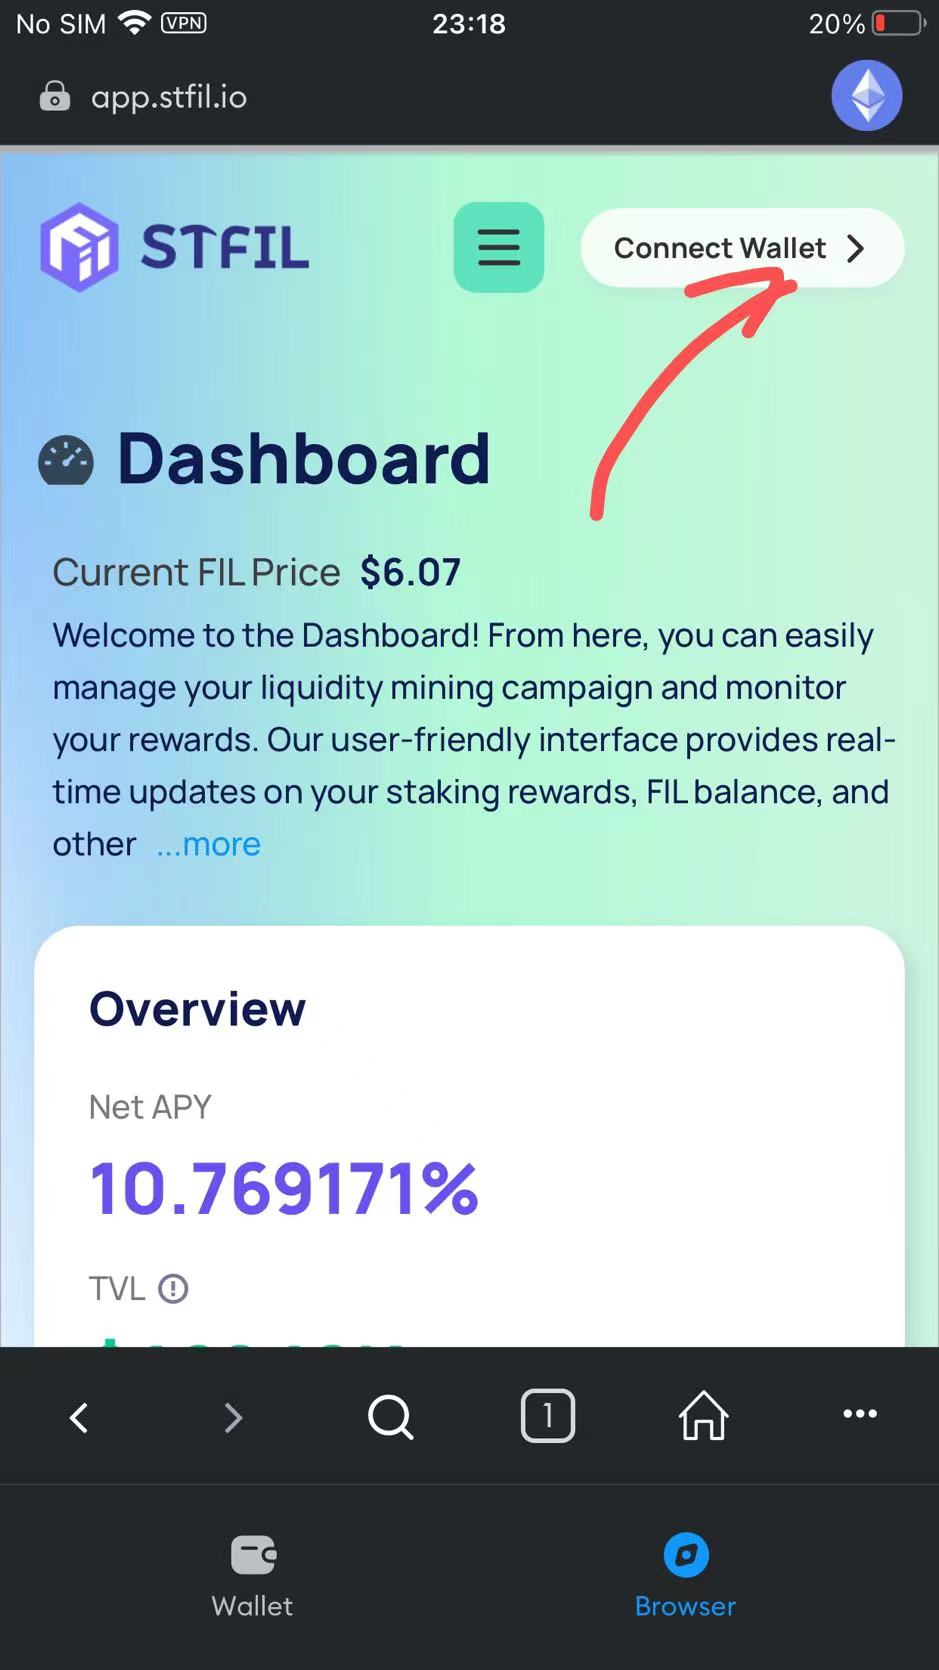 No SIM VPN 23:18 20%
app.stfil.io
STFIL Connect Wallet
Dashboard
Current FIL Price $6.07
Welcome to the Dashboard! From here, you can easily
manage your liquidity mining campaign and monitor
your rewards. Our user-friendly interface provides real-
time updates on your staking rewards, FIL balance, and
other ...more
Overview
Net APY
10.769171%
TVL
1
Wallet Browser